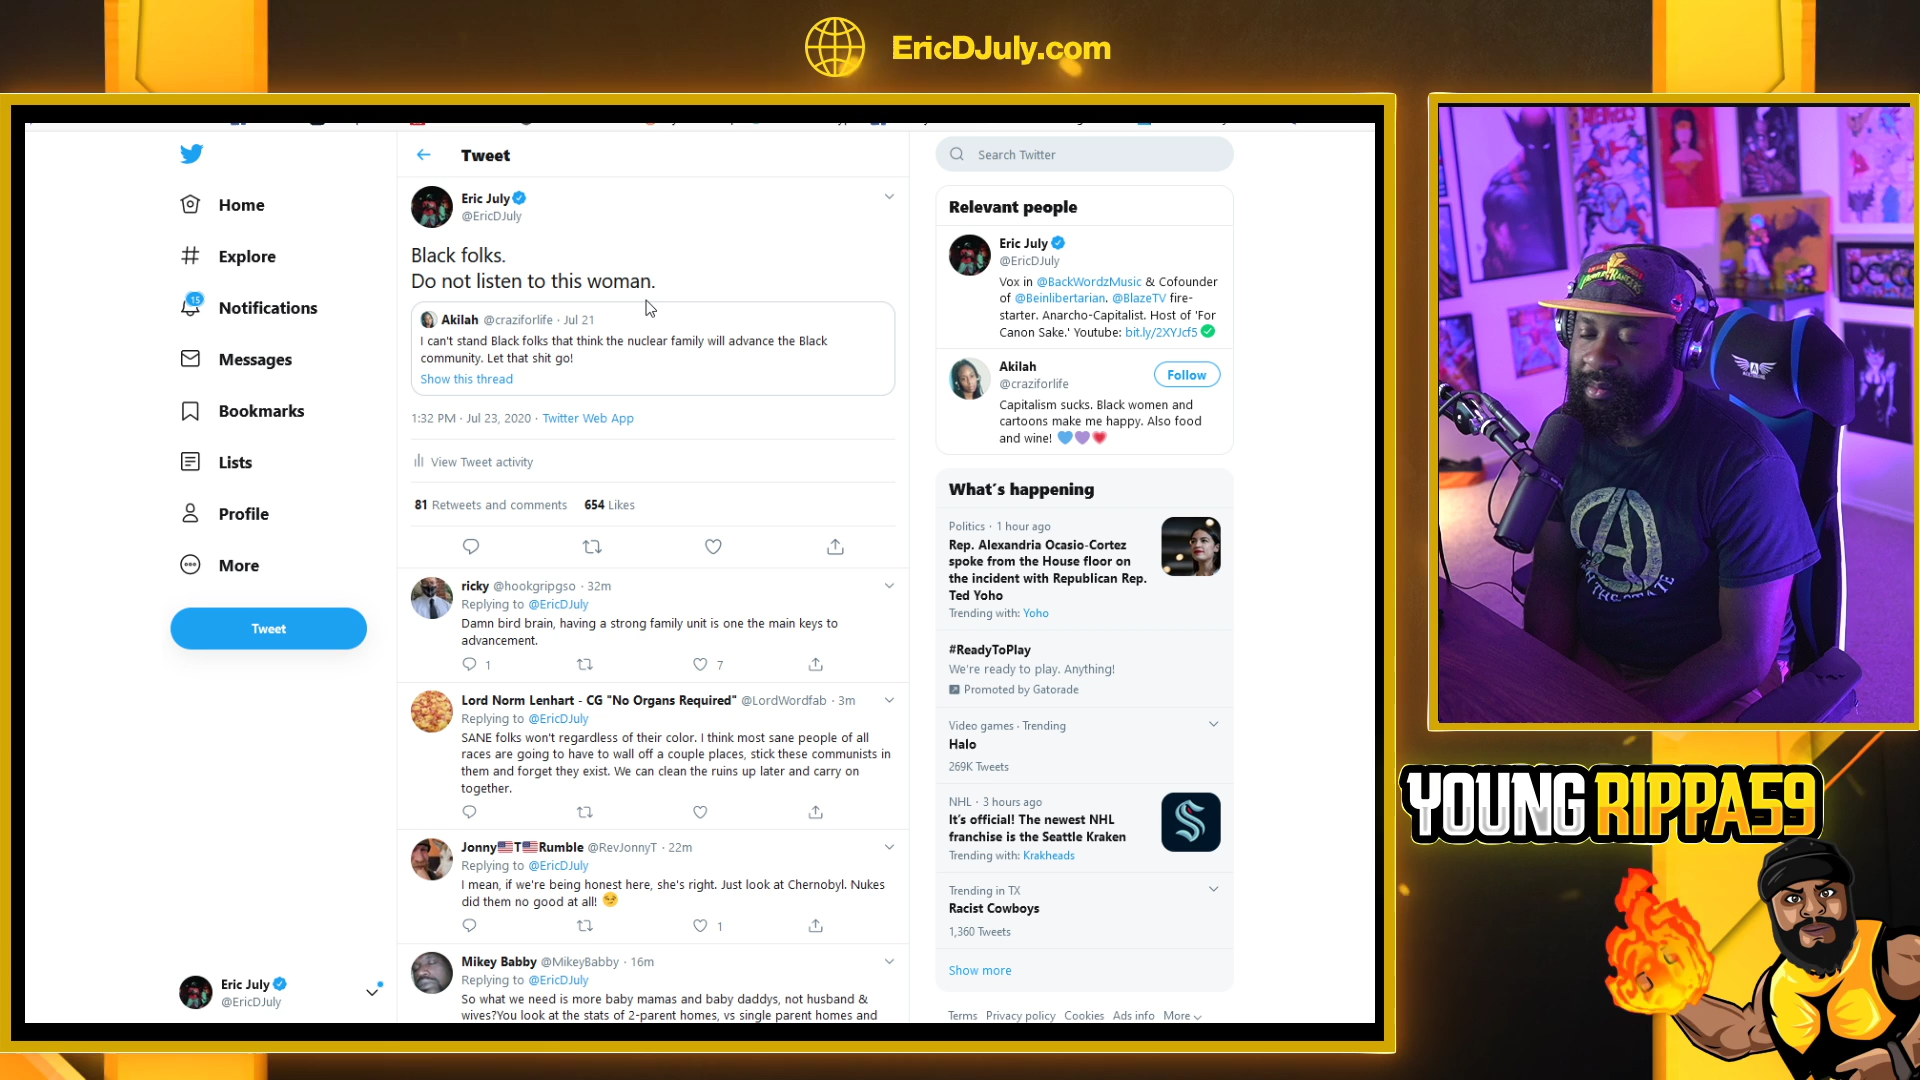 EricDJuly.com
Home
Explore
15
Notifications
Messages
Bookmarks
Lists
Profile
More
Tweet
Eric July
@EricDJuly
Tweet
Eric July
@EricDJuly
Black folks.
Do not listen to this woman.
Akilah @craziforlife · Jul 21
I can't stand Black folks that think the nuclear family will advance the Black
community. Let that shit go!
Show this thread
1:32 PM · Jul 23, 2020 · Twitter Web App
View Tweet activity
81 Retweets and comments 654 Likes
ricky @hookgripgso · 32m
Replying to @EricDJuly
Damn bird brain, having a strong family unit is one the main keys to
advancement.
1 7
Lord Norm Lenhart - CG "No Organs Required" @LordWordfab · 3m
Replying to @EricDJuly
SANE folks won't regardless of their color. I think most sane people of all
races are going to have to wall off a couple places, stick these communists in
them and forget they exist. We can clean the ruins up later and carry on
together.
Jonny🇺🇸T🇺🇸Rumble @RevJonnyT · 22m
Replying to @EricDJuly
I mean, if we're being honest here, she's right. Just look at Chernobyl. Nukes
did them no good at all! 😏
1
Mikey Babby @MikeyBabby · 16m
Replying to @EricDJuly
So what we need is more baby mamas and baby daddys, not husband &
wives?You look at the stats of 2-parent homes, vs single parent homes and
Search Twitter
Relevant people
Eric July
@EricDJuly
Vox in @BackWordzMusic & Cofounder
of @Beinlibertarian. @BlazeTV fire-
starter. Anarcho-Capitalist. Host of 'For
Canon Sake.' Youtube: bit.ly/2XYJcf5
Akilah
@craziforlife
Follow
Capitalism sucks. Black women and
cartoons make me happy. Also food
and wine! 💙💜❤️
What's happening
Politics · 1 hour ago
Rep. Alexandria Ocasio-Cortez
spoke from the House floor on
the incident with Republican Rep.
Ted Yoho
Trending with: Yoho
#ReadyToPlay
We're ready to play. Anything!
Promoted by Gatorade
Video games · Trending
Halo
269K Tweets
NHL · 3 hours ago
It's official! The newest NHL
franchise is the Seattle Kraken
Trending with: Krakheads
Trending in TX
Racist Cowboys
1,360 Tweets
Show more
Terms Privacy policy Cookies Ads info More
YOUNG RIPPA59